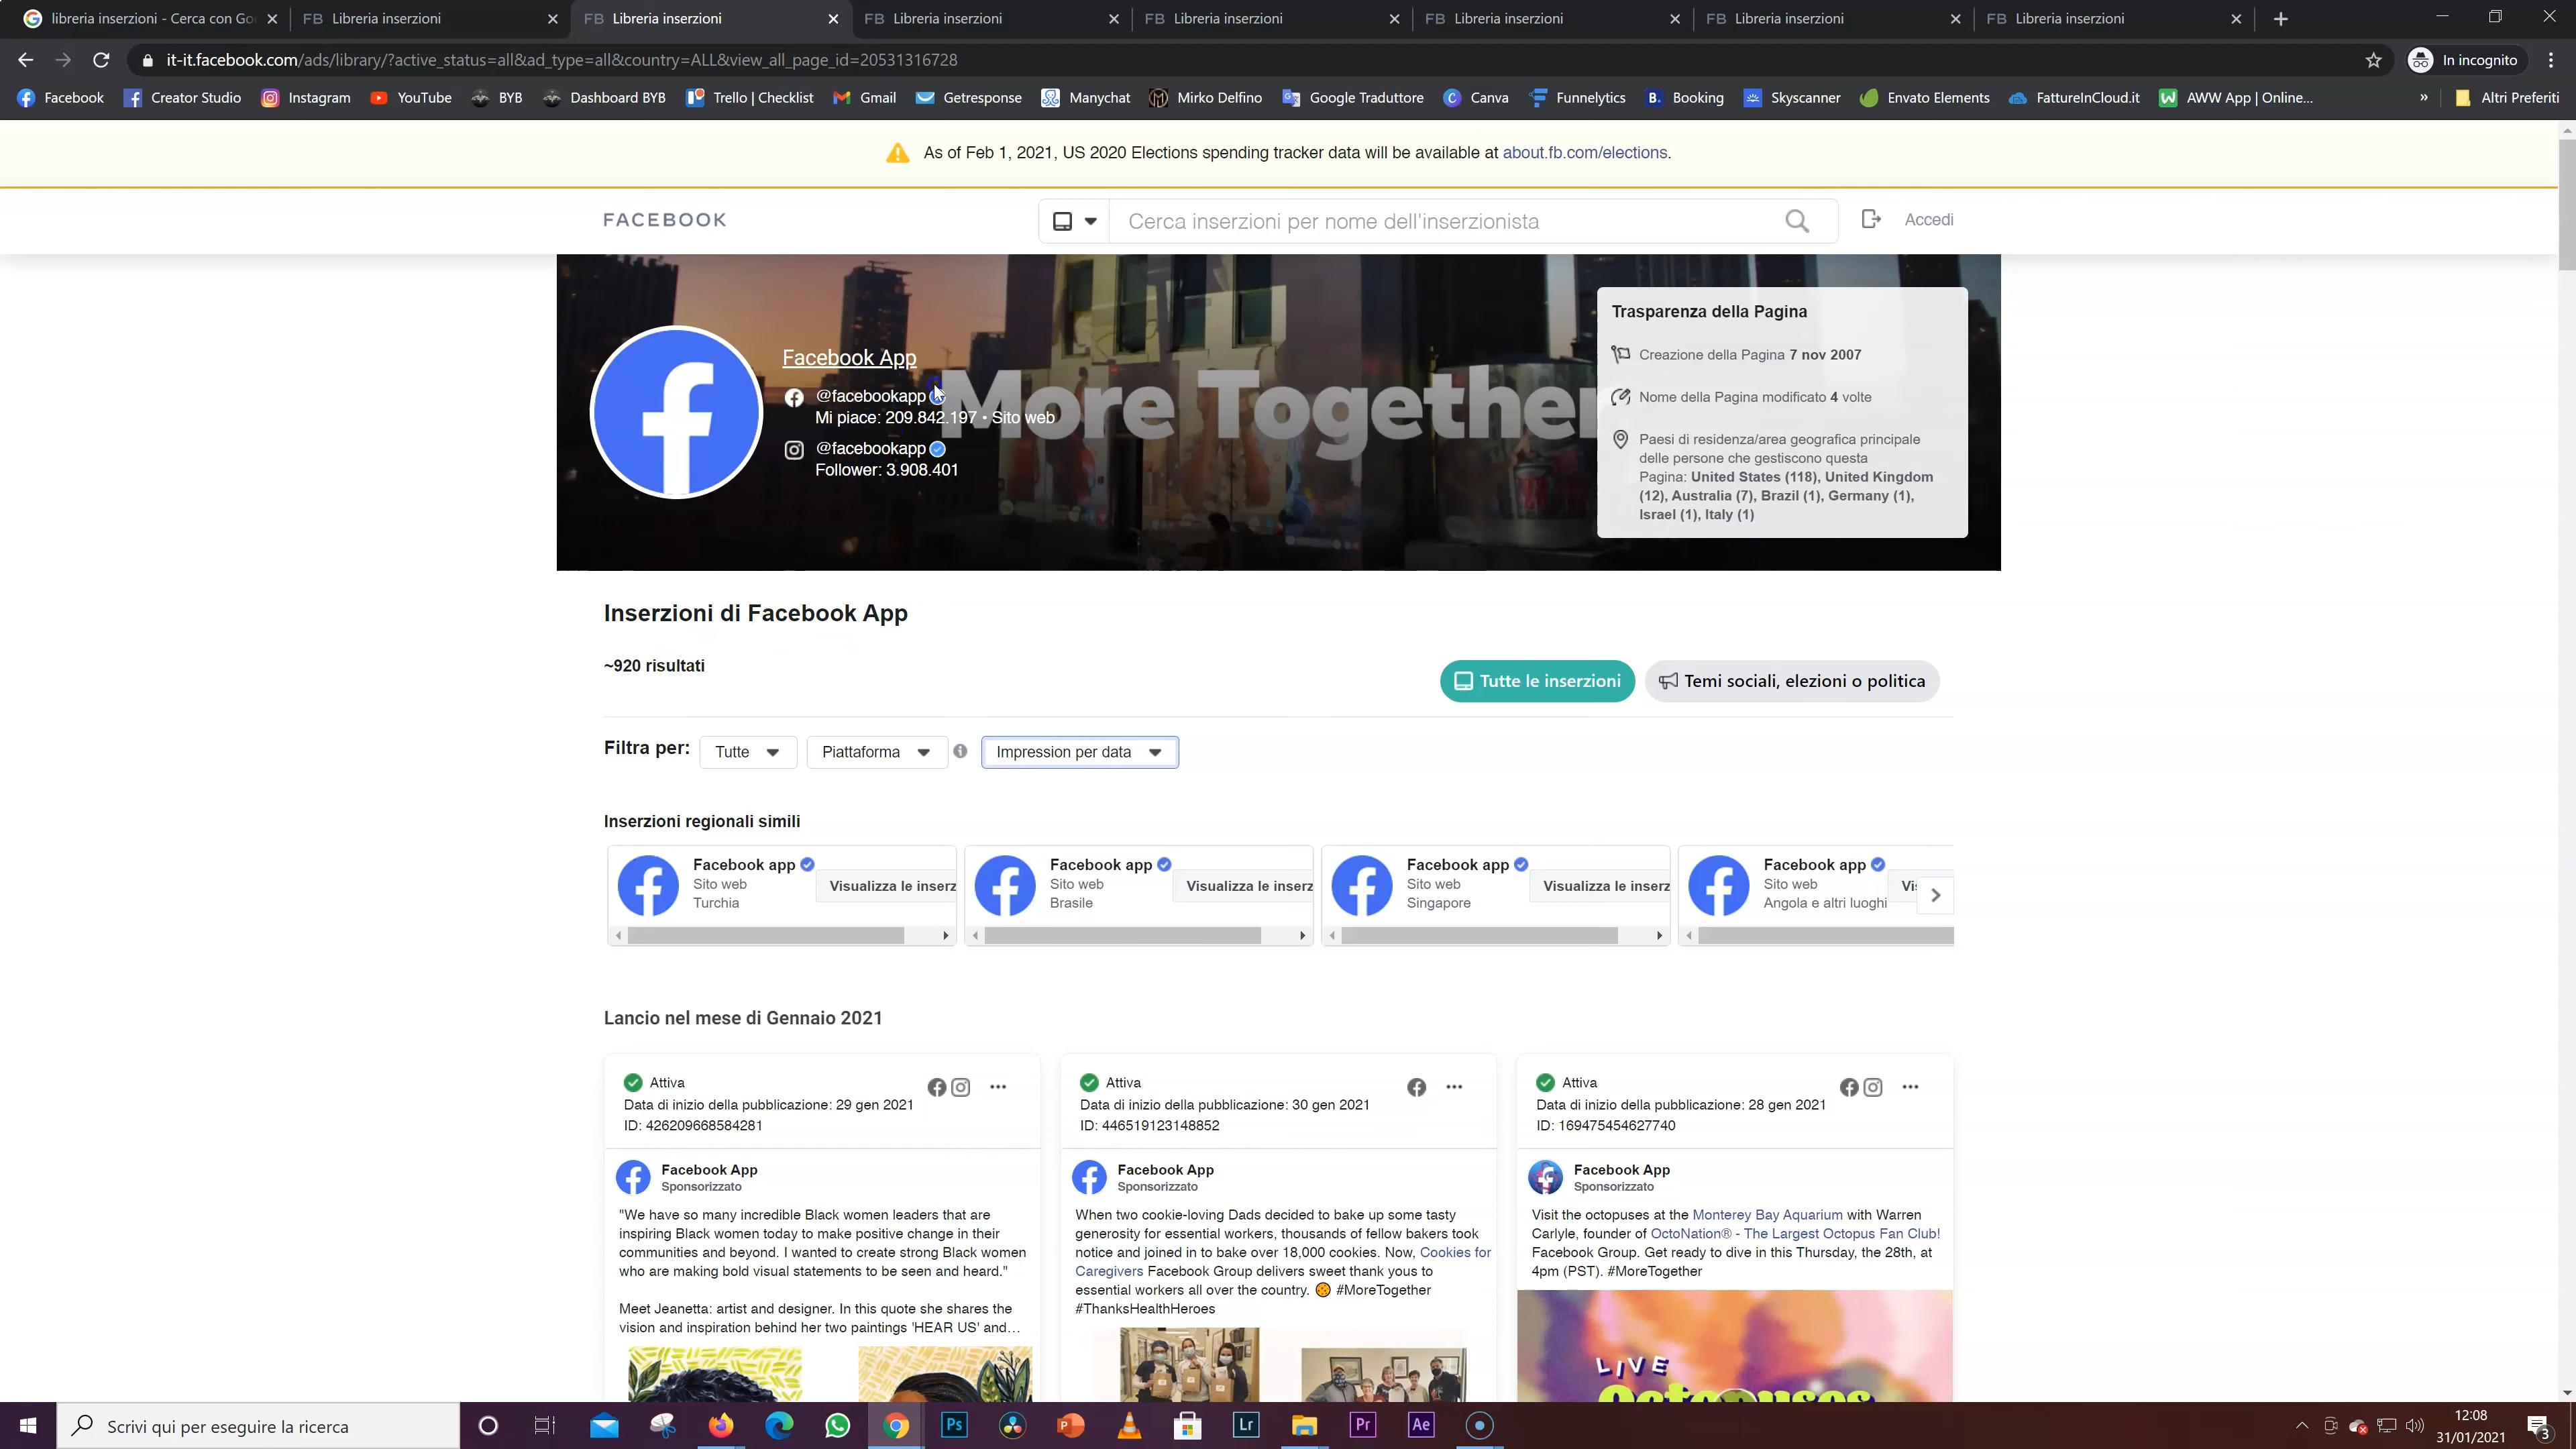 libreria inserzioni - Cerca con Go
Libreria inserzioni
Libreria inserzioni
Libreria inserzioni
Libreria inserzioni
Libreria inserzioni
Libreria inserzioni
Libreria inserzioni
it-it.facebook.com/ads/library/?active_status=all&ad_type=all&country=ALL&view_all_page_id=20531316728
In incognito
Facebook
Creator Studio
Instagram
YouTube
BYB
Dashboard BYB
Trello | Checklist
Gmail
Getresponse
Manychat
Mirko Delfino
Google Traduttore
Canva
Funnelytics
Booking
Skyscanner
Envato Elements
FattureInCloud.it
AWW App | Online...
»
Altri Preferiti
As of Feb 1, 2021, US 2020 Elections spending tracker data will be available at about.fb.com/elections.
FACEBOOK
Cerca inserzioni per nome dell'inserzionista
Accedi
More Together
Facebook App
@facebookapp
Mi piace: 209.842.197 • Sito web
@facebookapp
Follower: 3.908.401
Trasparenza della Pagina
Creazione della Pagina 7 nov 2007
Nome della Pagina modificato 4 volte
Paesi di residenza/area geografica principale
delle persone che gestiscono questa
Pagina: United States (118), United Kingdom
(12), Australia (7), Brazil (1), Germany (1),
Israel (1), Italy (1)
Inserzioni di Facebook App
~920 risultati
Tutte le inserzioni
Temi sociali, elezioni o politica
Filtra per:
Tutte
Piattaforma
Impression per data
Inserzioni regionali simili
Facebook app
Sito web
Turchia
Visualizza le inserz
Facebook app
Sito web
Brasile
Visualizza le inserz
Facebook app
Sito web
Singapore
Visualizza le inserz
Facebook app
Sito web
Angola e altri luoghi
Vi
Lancio nel mese di Gennaio 2021
Attiva
Data di inizio della pubblicazione: 29 gen 2021
ID: 426209668584281
Facebook App
Sponsorizzato
"We have so many incredible Black women leaders that are
inspiring Black women today to make positive change in their
communities and beyond. I wanted to create strong Black women
who are making bold visual statements to be seen and heard."
Meet Jeanetta: artist and designer. In this quote she shares the
vision and inspiration behind her two paintings 'HEAR US' and...
Attiva
Data di inizio della pubblicazione: 30 gen 2021
ID: 446519123148852
Facebook App
Sponsorizzato
When two cookie-loving Dads decided to bake up some tasty
generosity for essential workers, thousands of fellow bakers took
notice and joined in to bake over 18,000 cookies. Now, Cookies for
Caregivers Facebook Group delivers sweet thank yous to
essential workers all over the country. 🍪 #MoreTogether
#ThanksHealthHeroes
Attiva
Data di inizio della pubblicazione: 28 gen 2021
ID: 169475454627740
Facebook App
Sponsorizzato
Visit the octopuses at the Monterey Bay Aquarium with Warren
Carlyle, founder of OctoNation® - The Largest Octopus Fan Club!
Facebook Group. Get ready to dive in this Thursday, the 28th, at
4pm (PST). #MoreTogether
LIVE
Octopuses
Scrivi qui per eseguire la ricerca
Ps
Lr
Pr
Ae
12:08
31/01/2021
3